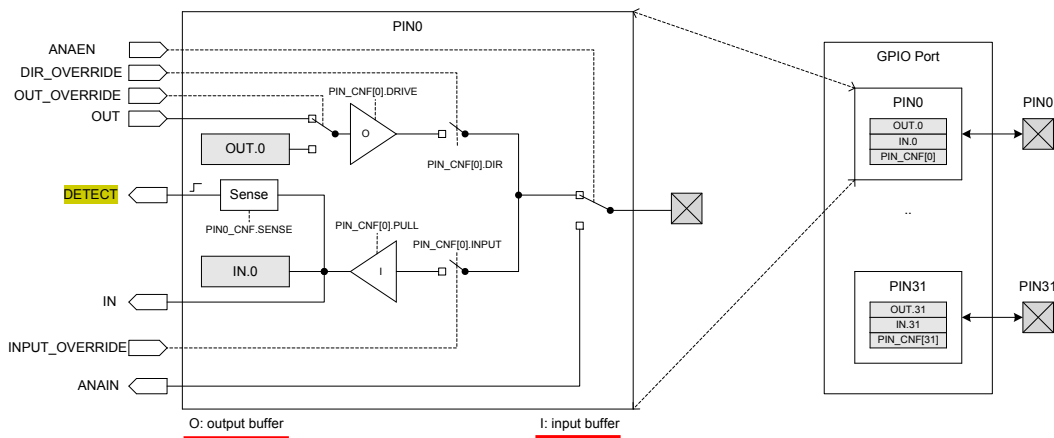 PIN0
ANAEN
DIR_OVERRIDE
OUT_OVERRIDE
OUT
PIN_CNF[0].DRIVE
O
OUT.0
PIN_CNF[0].DIR
DETECT
Sense
PIN0_CNF.SENSE
PIN_CNF[0].PULL
PIN_CNF[0].INPUT
IN.0
I
IN
INPUT_OVERRIDE
ANAIN
O: output buffer
I: input buffer
GPIO Port
PIN0
OUT.0
IN.0
PIN_CNF[0]
PIN0
..
PIN31
OUT.31
IN.31
PIN_CNF[31]
PIN31